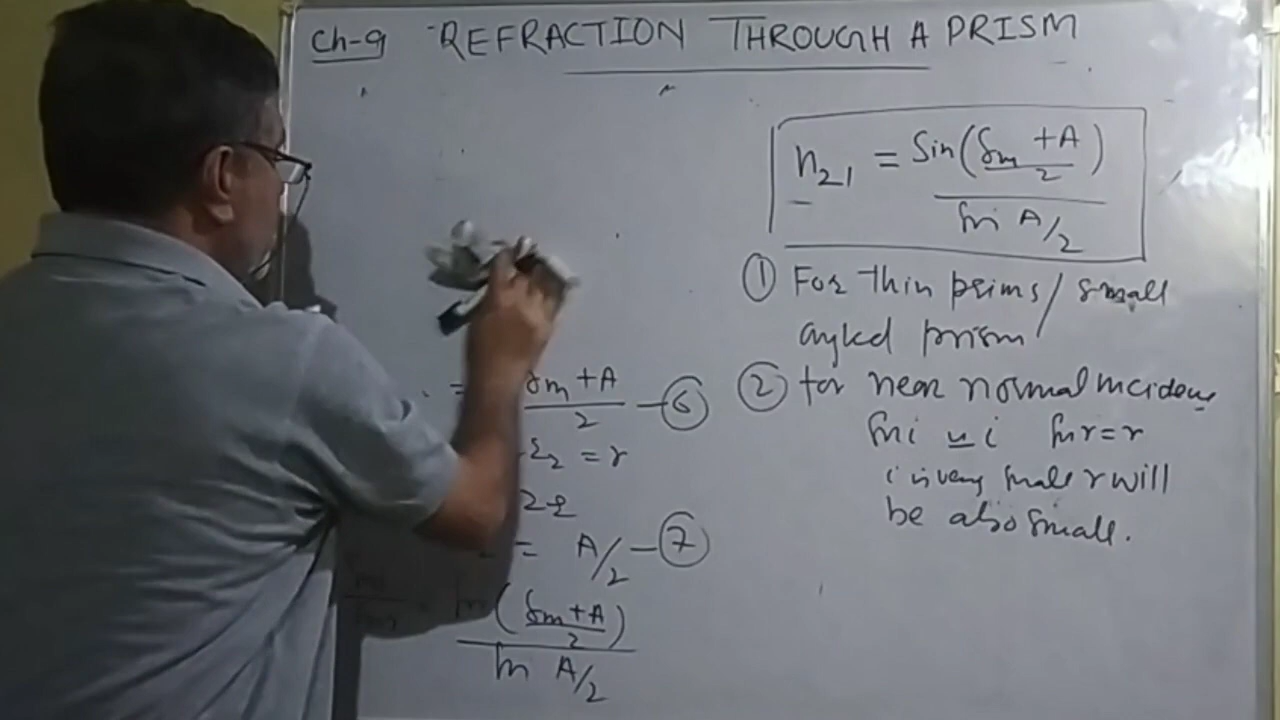 Ch-9 REFRACTION THROUGH A PRISM
n₂₁ = Sin(δm + A / 2) / Sin A/2
① For thin prims / small
angled prism
② for near normal incidence
Sin i ≃ i Sin r = r
i is very small r will
be also small.
= δm + A / 2 — ⑥
r₂ = r
2r
= A/2 — ⑦
Sin (δm + A / 2) / Sin A/2